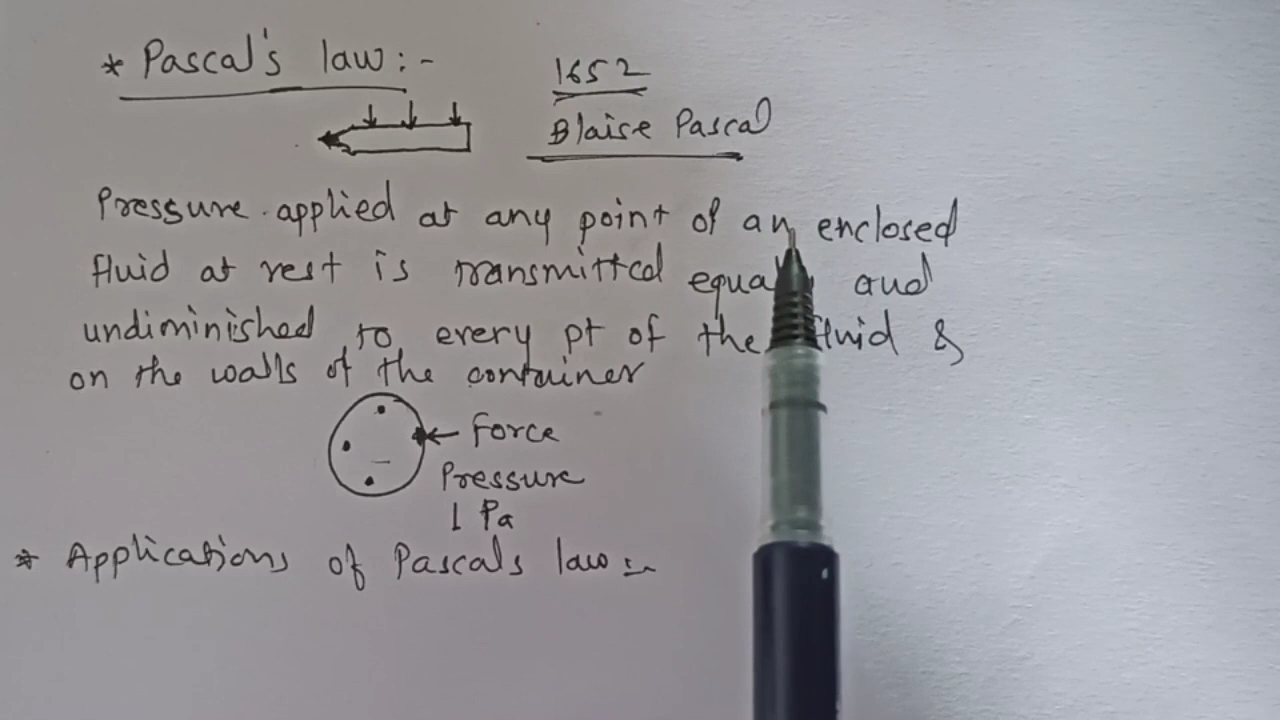 * Pascal's law :-
1652
Blaise Pascal
Pressure applied at any point of an enclosed
fluid at rest is transmitted and
undiminished to every pt of the fluid &
on the walls of the container
Force
Pressure
1 Pa
* Applications of Pascals law :-